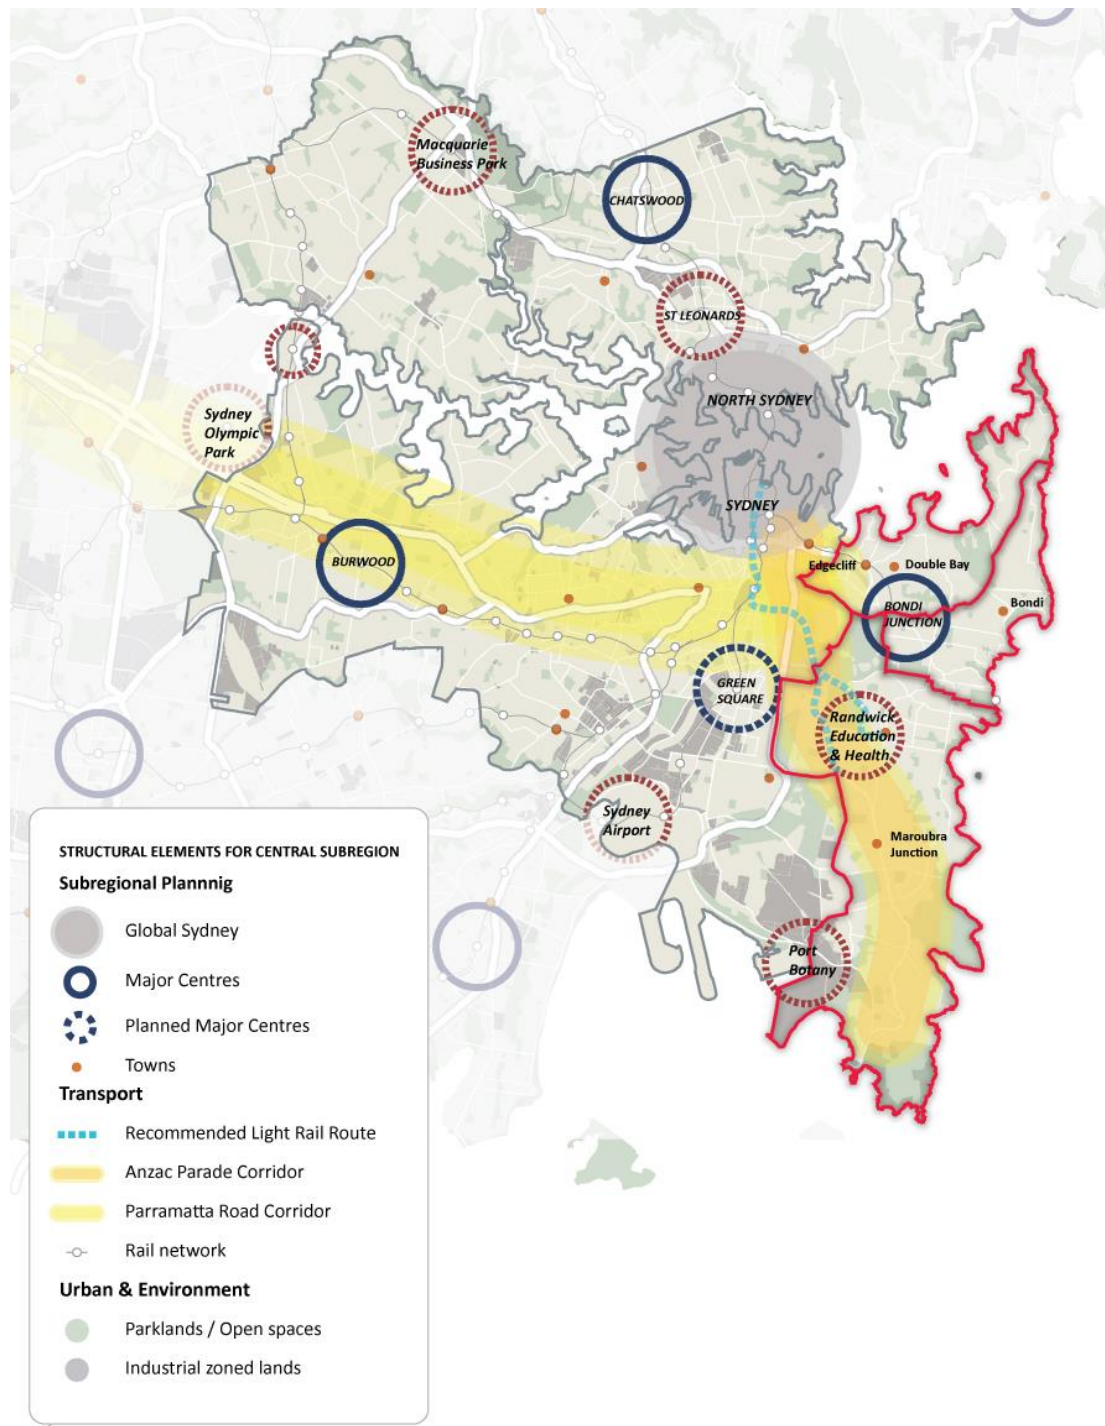 Macquarie
Business Park
CHATSWOOD
ST LEONARDS
NORTH SYDNEY
Sydney
Olympic
Park
SYDNEY
BURWOOD
Edgecliff
Double Bay
BONDI
JUNCTION
Bondi
GREEN
SQUARE
Randwick
Education
& Health
Sydney
Airport
Maroubra
Junction
Port
Botany
STRUCTURAL ELEMENTS FOR CENTRAL SUBREGION
Subregional Plannnig
Global Sydney
Major Centres
Planned Major Centres
Towns
Transport
Recommended Light Rail Route
Anzac Parade Corridor
Parramatta Road Corridor
Rail network
Urban & Environment
Parklands / Open spaces
Industrial zoned lands